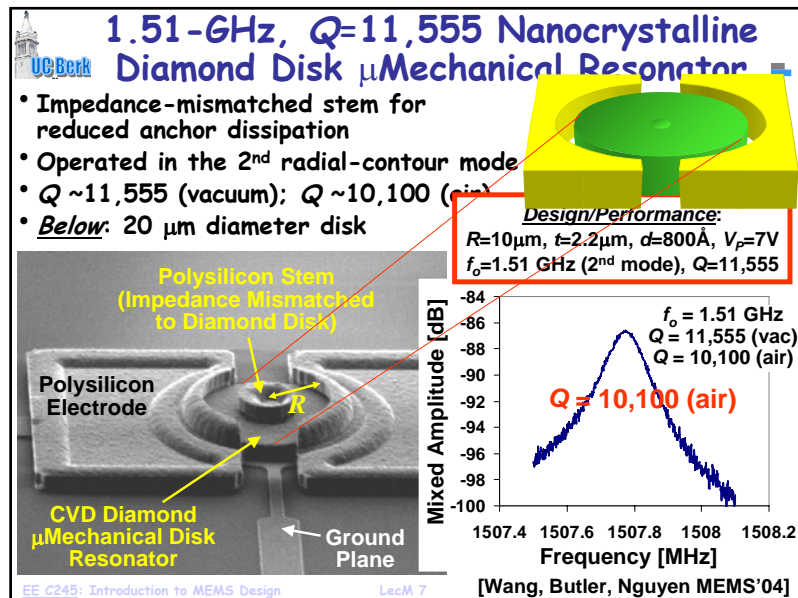 1.51-GHz, Q=11,555 Nanocrystalline
Diamond Disk μMechanical Resonator
UC Berk
• Impedance-mismatched stem for
reduced anchor dissipation
• Operated in the 2nd radial-contour mode
• Q ~11,555 (vacuum); Q ~10,100 (air)
• Below: 20 μm diameter disk
Design/Performance:
R=10μm, t=2.2μm, d=800Å, VP=7V
fo=1.51 GHz (2nd mode), Q=11,555
Polysilicon Stem
(Impedance Mismatched
to Diamond Disk)
Polysilicon
Electrode
R
CVD Diamond
μMechanical Disk
Resonator
Ground
Plane
Mixed Amplitude [dB]
-84
-86
-88
-90
-92
-94
-96
-98
-100
fo = 1.51 GHz
Q = 11,555 (vac)
Q = 10,100 (air)
Q = 10,100 (air)
1507.4 1507.6 1507.8 1508 1508.2
Frequency [MHz]
[Wang, Butler, Nguyen MEMS'04]
EE C245: Introduction to MEMS Design LecM 7